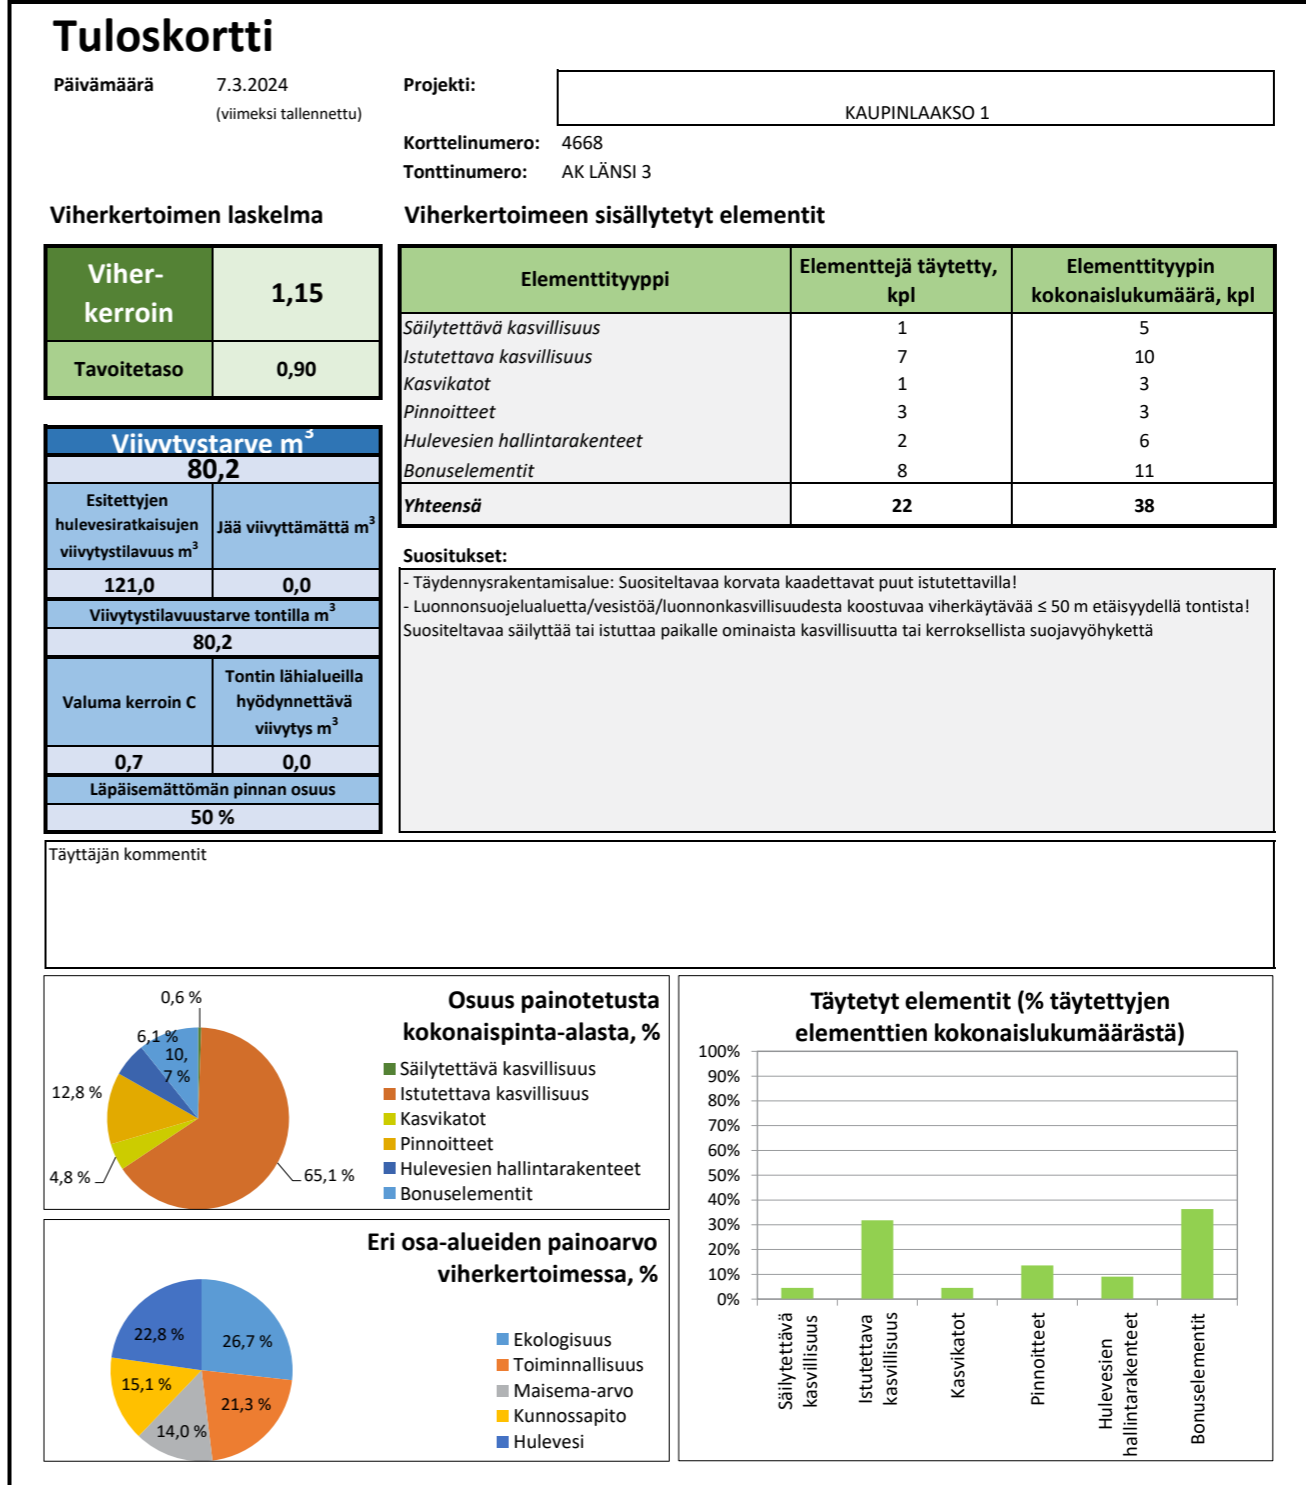 Tuloskortti
Päivämäärä 7.3.2024 Projekti:
(viimeksi tallennettu) KAUPINLAAKSO 1
Korttelinumero: 4668
Tonttinumero: AK LÄNSI 3
Viherkertoimen laskelma
Viher-
kerroin
1,15
Tavoitetaso 0,90
Viherkertoimeen sisällytetyt elementit
Elementtityyppi
Elementtejä täytetty,
kpl
Elementtityypin
kokonaislukumäärä, kpl
Säilytettävä kasvillisuus 1 5
Istutettava kasvillisuus 7 10
Kasvikatot 1 3
Pinnoitteet 3 3
Hulevesien hallintarakenteet 2 6
Bonuselementit 8 11
Yhteensä 22 38
Viivytystarve m³
80,2
Esitettyjen
hulevesiratkaisujen
viivytystilavuus m³
Jää viivyttämättä m³
121,0 0,0
Viivytystilavuustarve tontilla m³
80,2
Valuma kerroin C
Tontin lähialueilla
hyödynnettävä
viivytys m³
0,7 0,0
Läpäisemättömän pinnan osuus
50 %
Suositukset:
- Täydennysrakentamisalue: Suositeltavaa korvata kaadettavat puut istutettavilla!
- Luonnonsuojelualuetta/vesistöä/luonnonkasvillisuudesta koostuvaa viherkäytävää ≤ 50 m etäisyydellä tontista!
Suositeltavaa säilyttää tai istuttaa paikalle ominaista kasvillisuutta tai kerroksellista suojavyöhykettä
Täyttäjän kommentit
Osuus painotetusta
kokonaispinta-alasta, %
0,6 %
6,1 %
10,
7 %
12,8 %
4,8 %
65,1 %
Säilytettävä kasvillisuus
Istutettava kasvillisuus
Kasvikatot
Pinnoitteet
Hulevesien hallintarakenteet
Bonuselementit
Eri osa-alueiden painoarvo
viherkertoimessa, %
22,8 %
26,7 %
15,1 %
21,3 %
14,0 %
Ekologisuus
Toiminnallisuus
Maisema-arvo
Kunnossapito
Hulevesi
Täytetyt elementit (% täytettyjen
elementtien kokonaislukumäärästä)
100%
90%
80%
70%
60%
50%
40%
30%
20%
10%
0%
Säilytettävä
kasvillisuus
Istutettava
kasvillisuus
Kasvikatot
Pinnoitteet
Hulevesien
hallintarakenteet
Bonuselementit